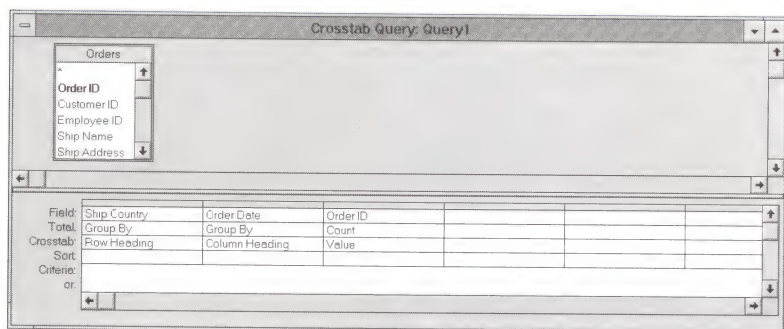 Crosstab Query: Query1
Orders
*
Order ID
Customer ID
Employee ID
Ship Name
Ship Address
Field: Ship Country Order Date Order ID
Total: Group By Group By Count
Crosstab: Row Heading Column Heading Value
Sort:
Criteria:
or: